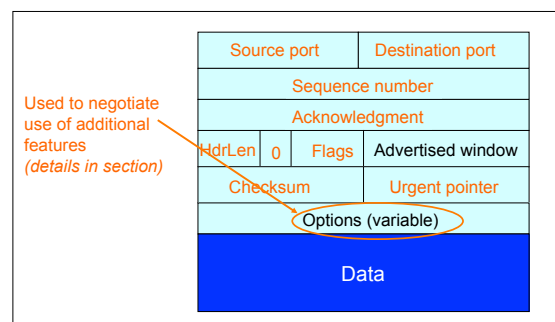 Source port
Destination port
Sequence number
Used to negotiate
use of additional
features
(details in section)
Acknowledgment
HdrLen
0
Flags
Advertised window
Checksum
Urgent pointer
Options (variable)
Data